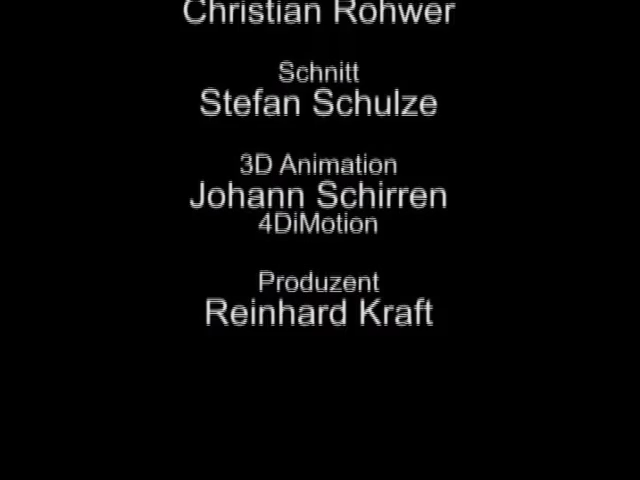 Christian Rohwer
Schnitt
Stefan Schulze
3D Animation
Johann Schirren
4DiMotion
Produzent
Reinhard Kraft